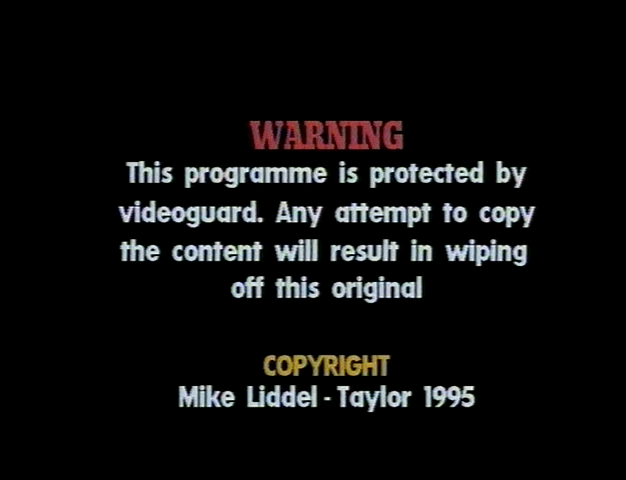 WARNING
This programme is protected by
videoguard. Any attempt to copy
the content will result in wiping
off this original
COPYRIGHT
Mike Liddel - Taylor 1995